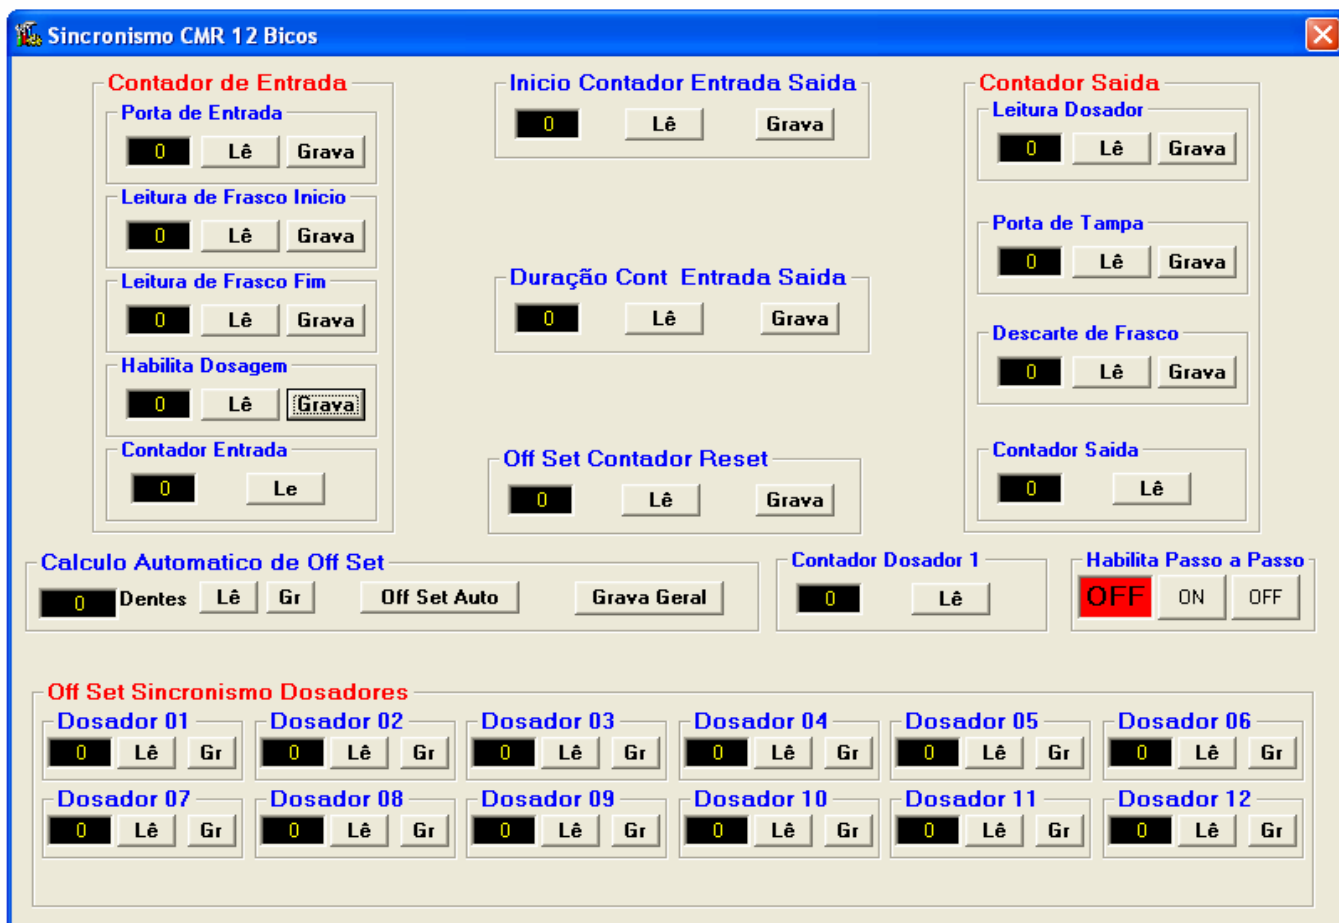 Sincronismo CMR 12 Bicos
Contador de Entrada
Porta de Entrada
0 Lê Grava
Leitura de Frasco Inicio
0 Lê Grava
Leitura de Frasco Fim
0 Lê Grava
Habilita Dosagem
0 Lê Grava
Contador Entrada
0 Le
Inicio Contador Entrada Saida
0 Lê Grava
Duração Cont Entrada Saida
0 Lê Grava
Off Set Contador Reset
0 Lê Grava
Contador Saida
Leitura Dosador
0 Lê Grava
Porta de Tampa
0 Lê Grava
Descarte de Frasco
0 Lê Grava
Contador Saida
0 Lê
Calculo Automatico de Off Set
0 Dentes Lê Gr Off Set Auto Grava Geral
Contador Dosador 1
0 Lê
Habilita Passo a Passo
OFF ON OFF
Off Set Sincronismo Dosadores
Dosador 01 Dosador 02 Dosador 03 Dosador 04 Dosador 05 Dosador 06
0 Lê Gr 0 Lê Gr 0 Lê Gr 0 Lê Gr 0 Lê Gr 0 Lê Gr
Dosador 07 Dosador 08 Dosador 09 Dosador 10 Dosador 11 Dosador 12
0 Lê Gr 0 Lê Gr 0 Lê Gr 0 Lê Gr 0 Lê Gr 0 Lê Gr